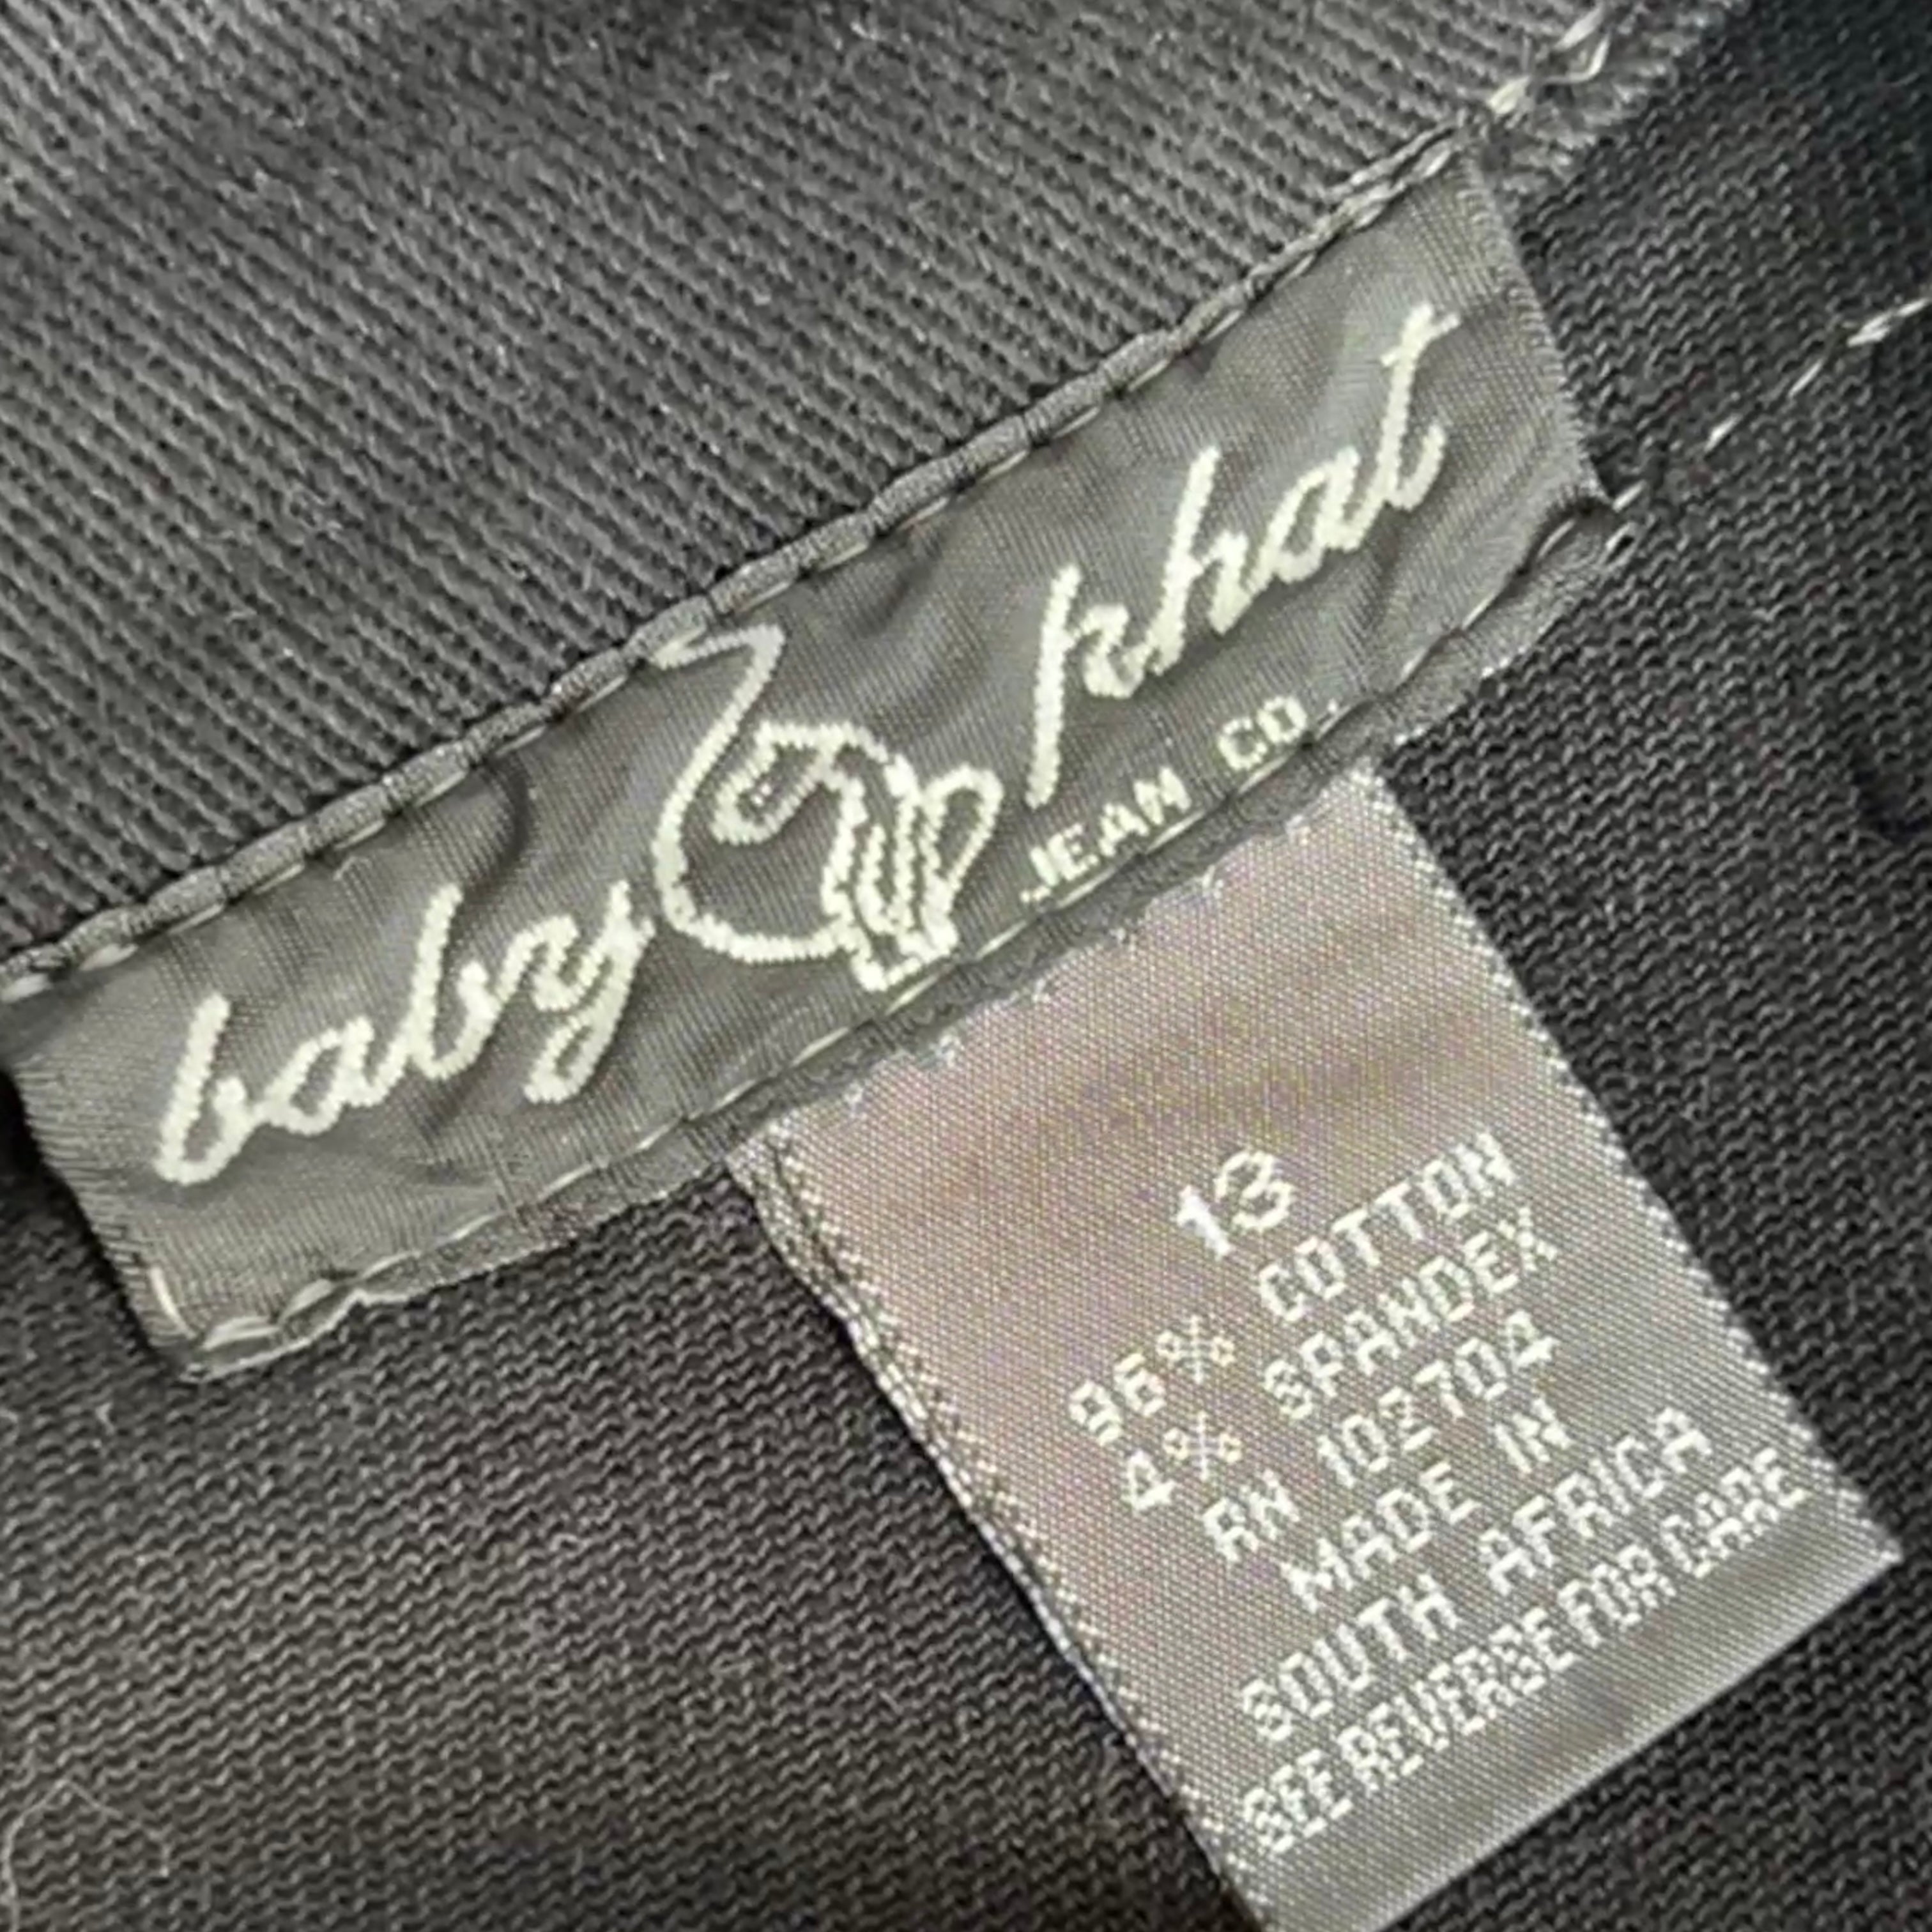 baby phat
JEAN CO.
13
96% COTTON
4% SPANDEX
RN 102704
MADE IN
SOUTH AFRICA
SEE REVERSE FOR CARE